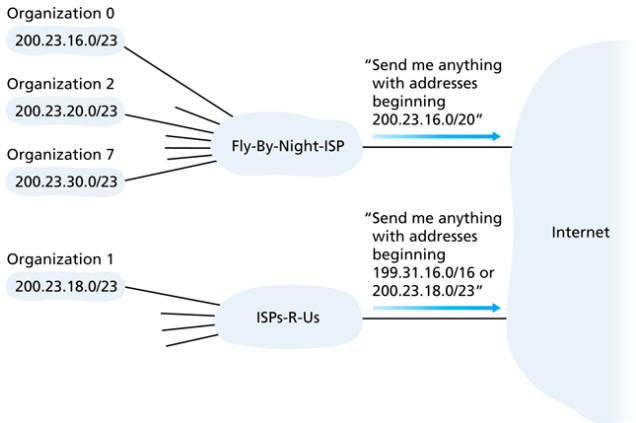 Organization 0
200.23.16.0/23
Organization 2
200.23.20.0/23
Organization 7
200.23.30.0/23
Fly-By-Night-ISP
“Send me anything
with addresses
beginning
200.23.16.0/20”
Organization 1
200.23.18.0/23
ISPs-R-Us
“Send me anything
with addresses
beginning
199.31.16.0/16 or
200.23.18.0/23”
Internet